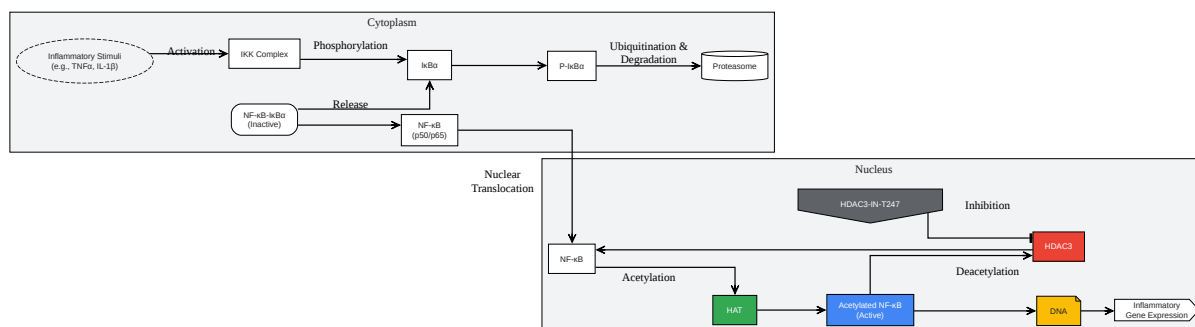 Cytoplasm
Inflammatory Stimuli
(e.g., TNFα, IL-1β)
Activation
IKK Complex
Phosphorylation
IκBα
P-IκBα
Ubiquitination &
Degradation
Proteasome
NF-κB-IκBα
(Inactive)
Release
NF-κB
(p50/p65)
Nuclear
Translocation
Nucleus
HDAC3-IN-T247
Inhibition
HDAC3
NF-κB
Acetylation
Deacetylation
HAT
Acetylated NF-κB
(Active)
DNA
Inflammatory
Gene Expression